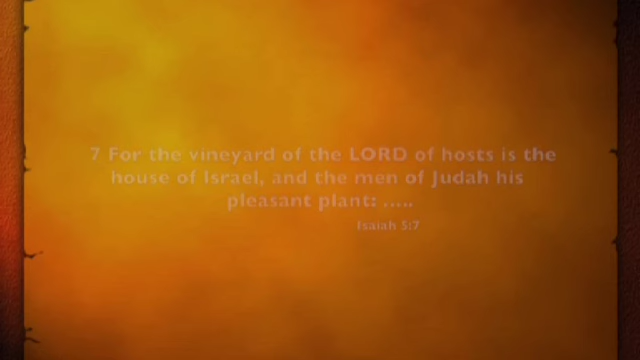 7 For the vineyard of the LORD of hosts is the
house of Israel, and the men of Judah his
pleasant plant: .....
Isaiah 5:7